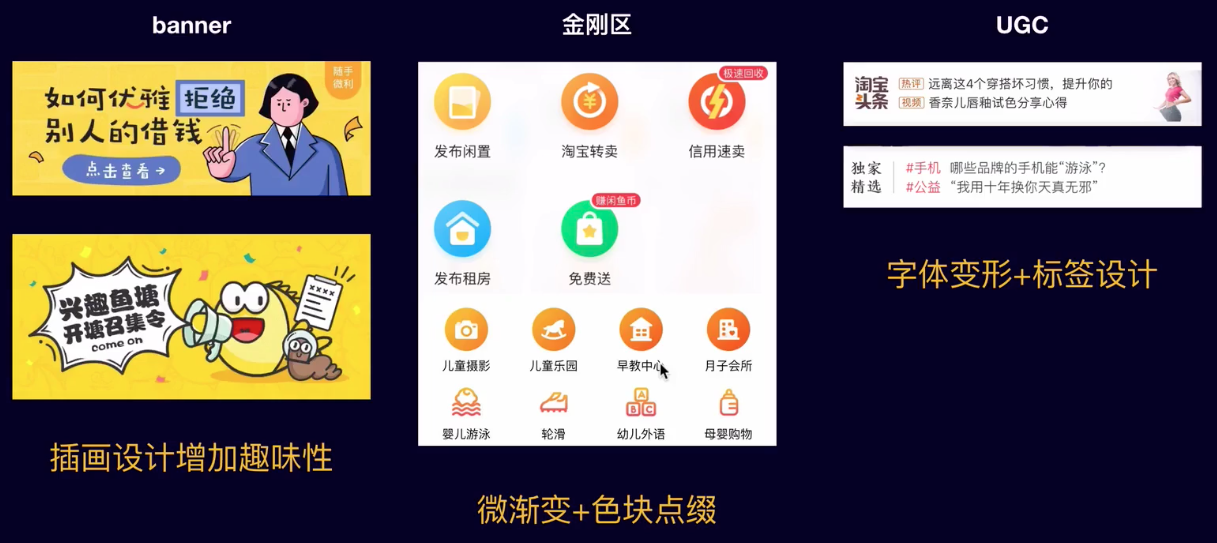 banner
随手
微利
如何优雅拒绝
别人的借钱
点击查看→
兴趣鱼塘
开塘召集令
come on
插画设计增加趣味性
金刚区
极速回收
发布闲置
淘宝转卖
信用速卖
赚闲鱼币
发布租房
免费送
儿童摄影
儿童乐园
早教中心
月子会所
A
B C
婴儿游泳
轮滑
幼儿外语
母婴购物
微渐变+色块点缀
UGC
淘宝
头条
热评 远离这4个穿搭坏习惯，提升你的
视频 香奈儿唇釉试色分享心得
独家
精选
#手机 哪些品牌的手机能“游泳”？
#公益 “我用十年换你天真无邪”
字体变形+标签设计